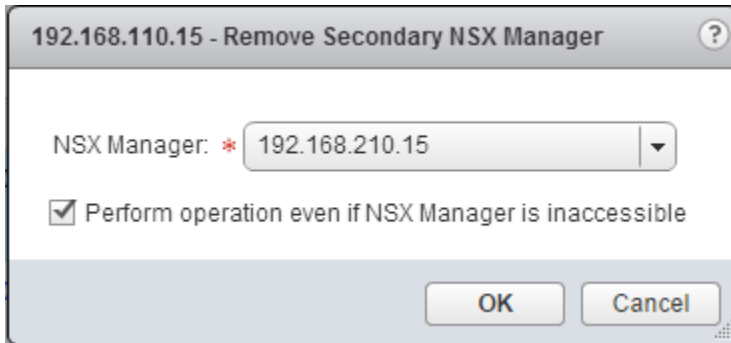 192.168.110.15 - Remove Secondary NSX Manager ?
NSX Manager: * 192.168.210.15
Perform operation even if NSX Manager is inaccessible
OK Cancel